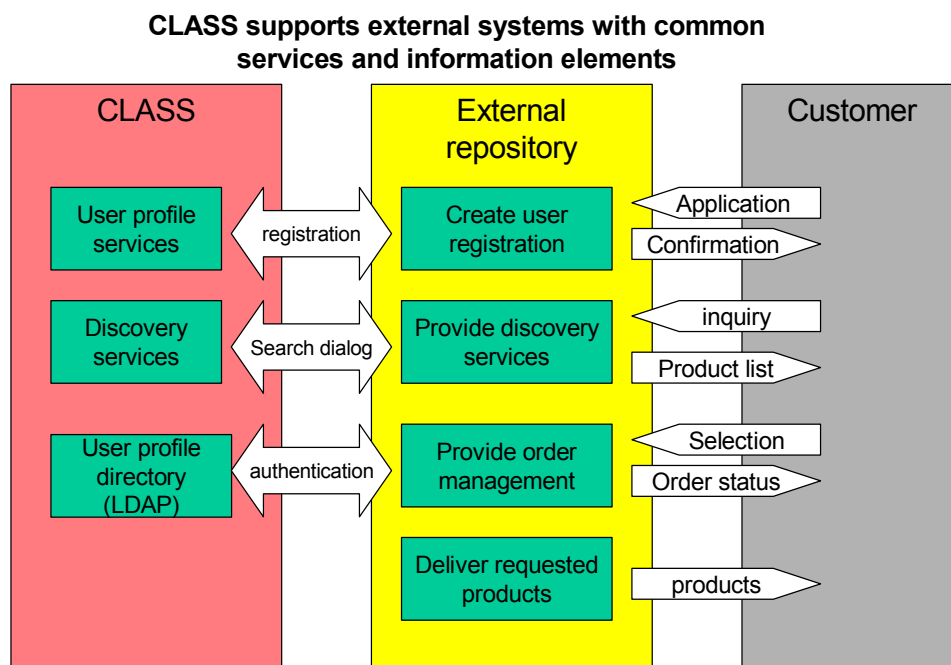 CLASS supports external systems with common
services and information elements
CLASS
External
repository
Customer
User profile
services
registration
Create user
registration
Application
Confirmation
Discovery
services
Search dialog
Provide discovery
services
inquiry
Product list
User profile
directory
(LDAP)
authentication
Provide order
management
Selection
Order status
Deliver requested
products
products